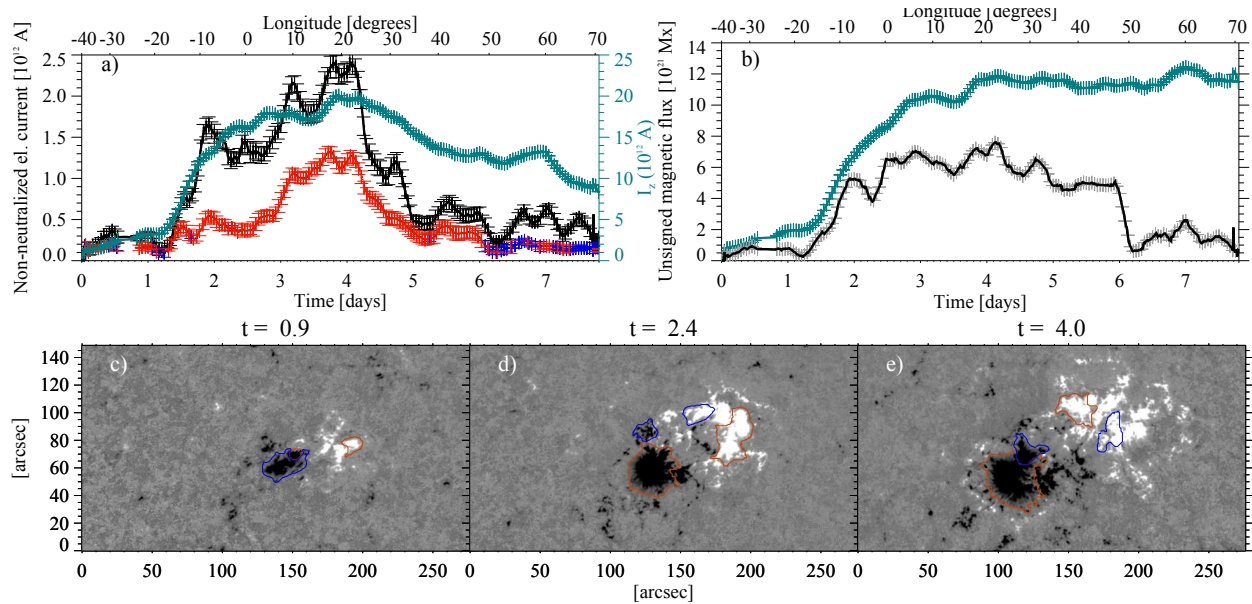 Longitude [degrees]
-40 -30 -20 -10 0 10 20 30 40 50 60 70
a)
Non-neutralized el. current [10¹² A]
2.5
2.0
1.5
1.0
0.5
0.0
25
20
15
10
5
0
I_z (10¹² A)
0 1 2 3 4 5 6 7
Time [days]
Longitude [degrees]
-40 -30 -20 -10 0 10 20 30 40 50 60 70
b)
Unsigned magnetic flux [10²¹ Mx]
14
12
10
8
6
4
2
0
0 1 2 3 4 5 6 7
Time [days]
t = 0.9
t = 2.4
t = 4.0
c)
d)
e)
[arcsec]
140
120
100
80
60
40
20
0
0 50 100 150 200 250
0 50 100 150 200 250
0 50 100 150 200 250
[arcsec]